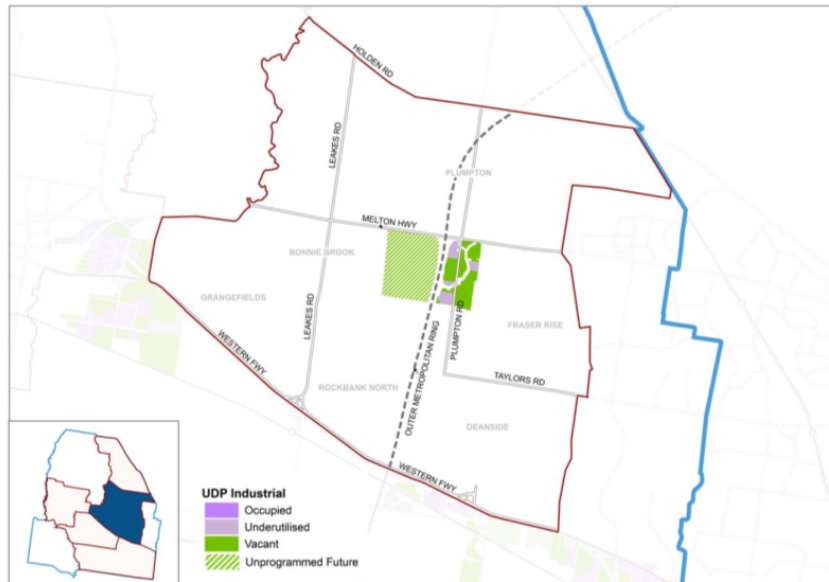 HOLDEN RD
LEAKES RD
PLUMPTON
MELTON HWY
BONNIE BROOK
GRANGEFIELDS
LEAKES RD
PLUMPTON RD
FRASER RISE
WESTERN FWY
OUTER METROPOLITAN RING
ROCKBANK NORTH
TAYLORS RD
DEANSIDE
WESTERN FWY
UDP Industrial
Occupied
Underutilised
Vacant
Unprogrammed Future